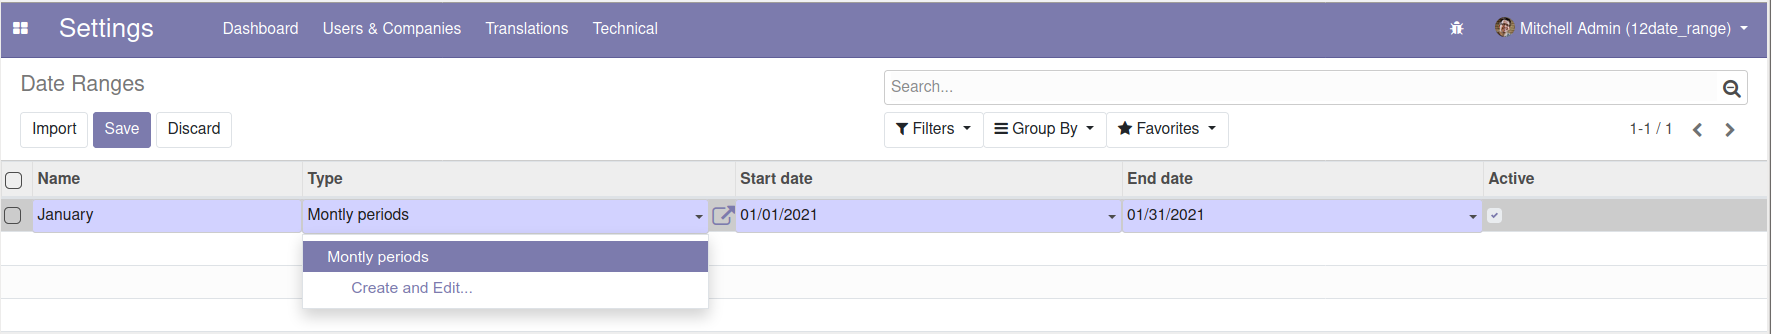 Settings Dashboard Users & Companies Translations Technical Mitchell Admin (12date_range)
Date Ranges
Search...
Import Save Discard Filters Group By Favorites 1-1 / 1
Name Type Start date End date Active
January Montly periods 01/01/2021 01/31/2021
Montly periods
Create and Edit...